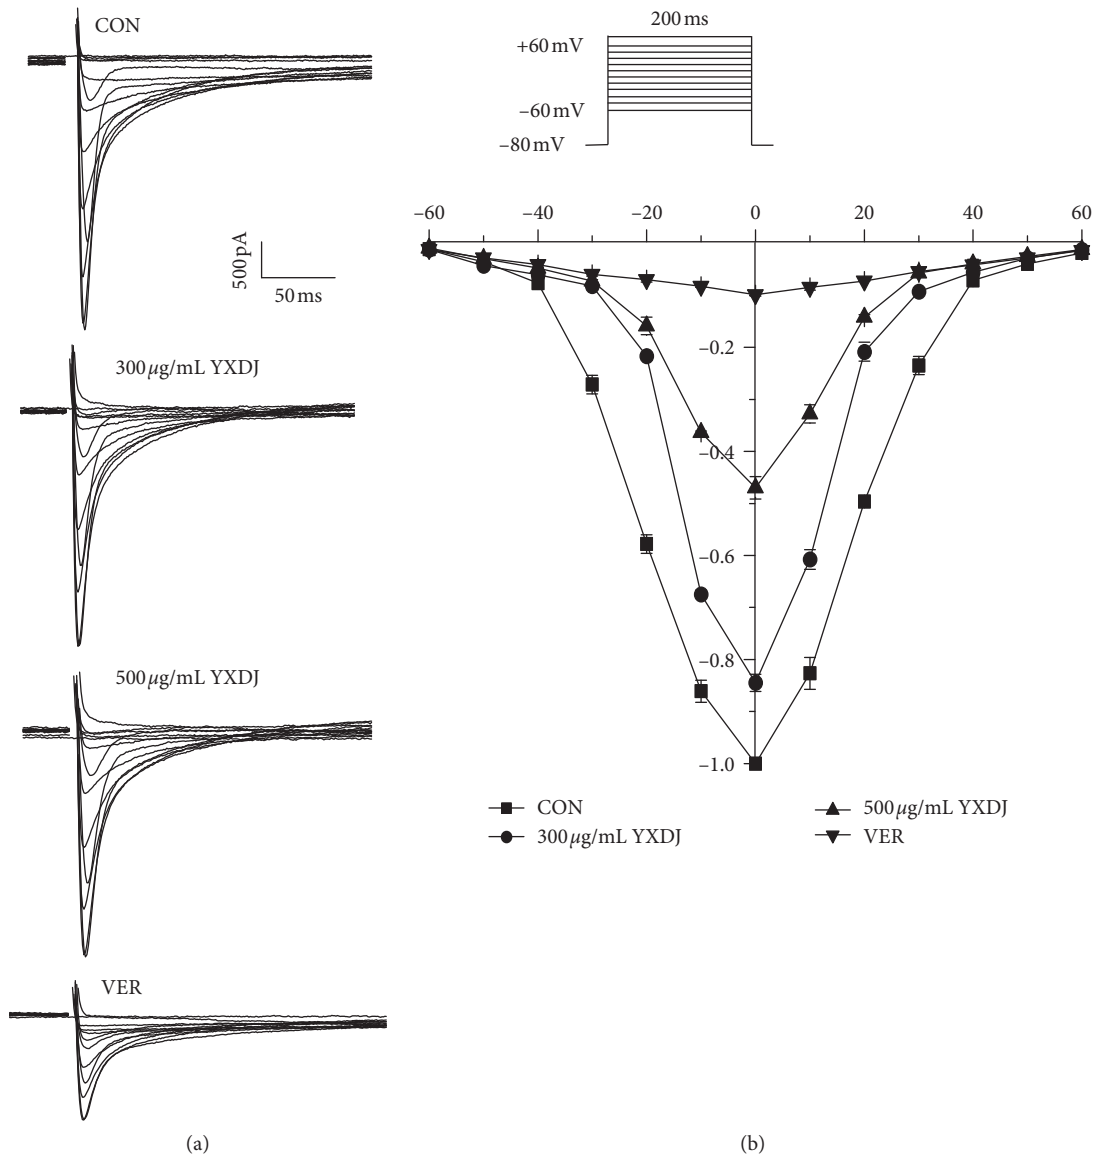 CON
500 pA
50 ms
300 µg/mL YXDJ
500 µg/mL YXDJ
VER
(a)
200 ms
+60 mV
–60 mV
–80 mV
–60 –40 –20 0 20 40 60
–0.2
–0.4
–0.6
–0.8
–1.0
CON
300 µg/mL YXDJ
500 µg/mL YXDJ
VER
(b)